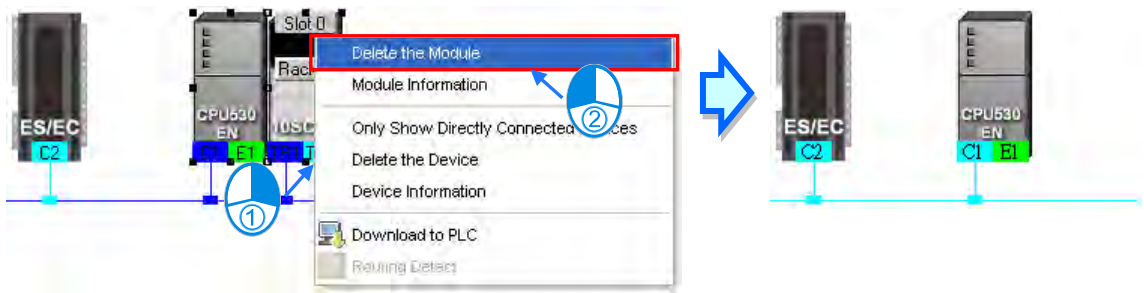 Slot 0
Delete the Module
Rack
Module Information
②
CPU530
EN
10SC
Only Show Directly Connected Devices
ES/EC
C2
C1 E1
Delete the Device
Device Information
①
Download to PLC
Routing Detect
CPU530
EN
ES/EC
C2
C1 E1